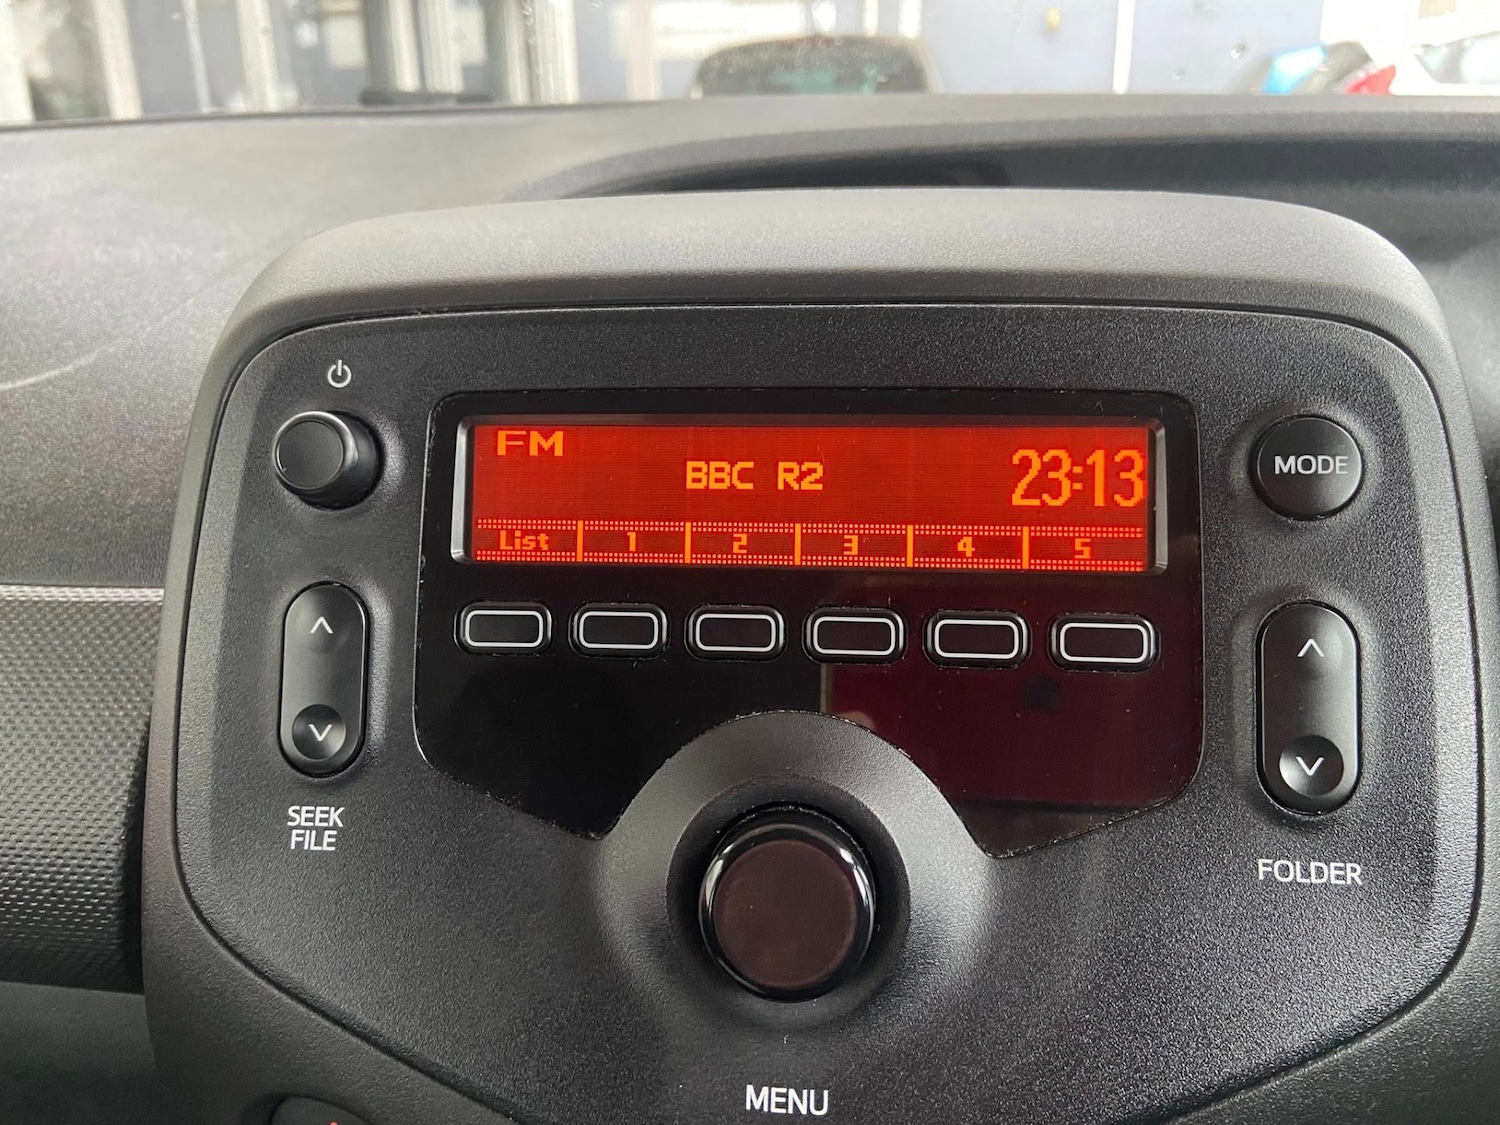 FM
BBC R2
23:13
List 1 2 3 4 5
MODE
SEEK
FILE
FOLDER
MENU